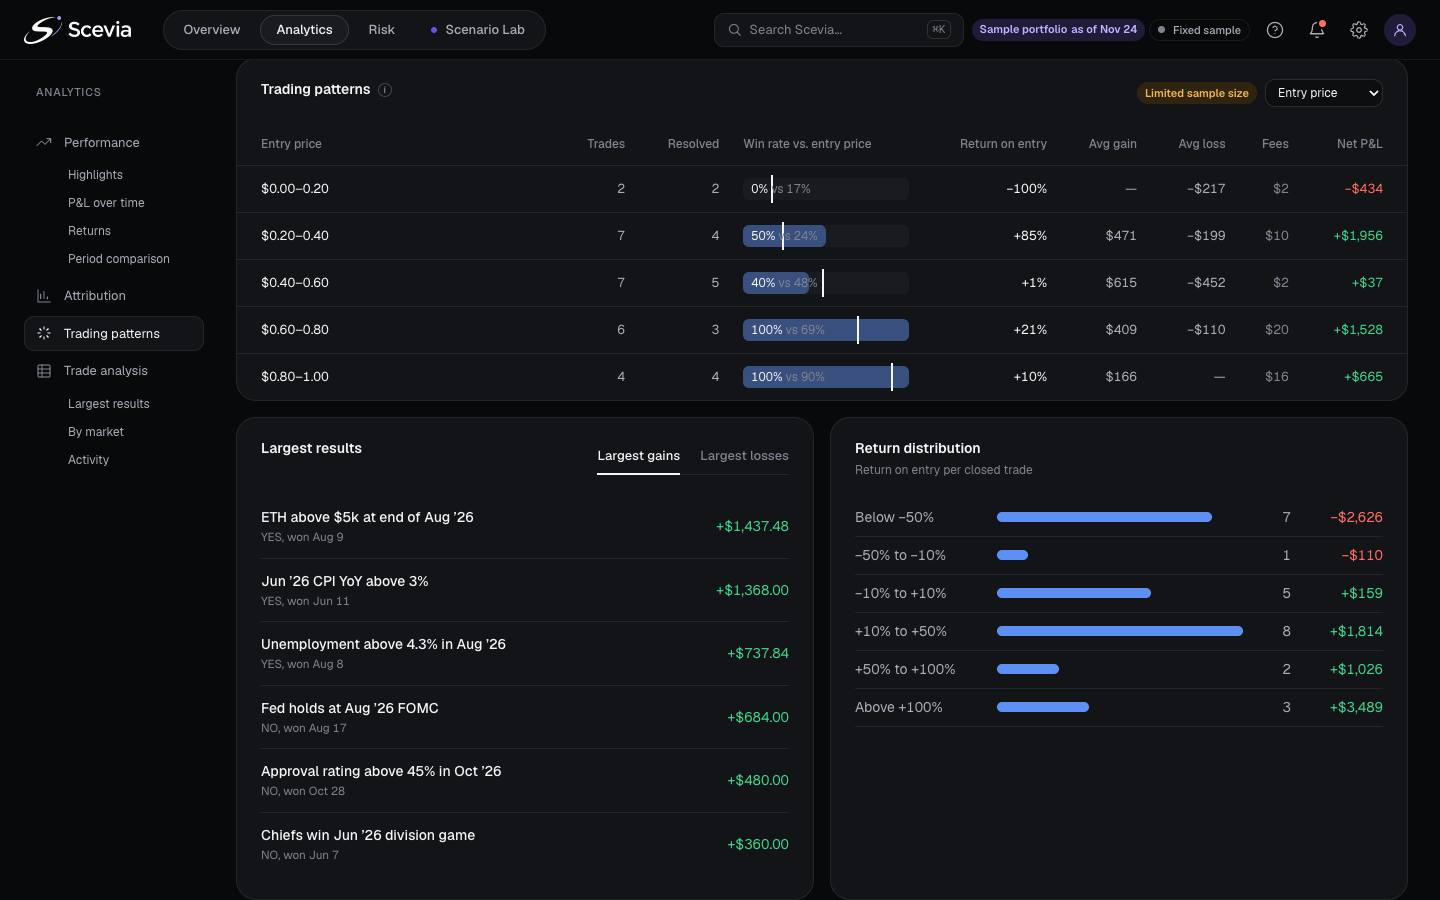 Scevia
Overview Analytics Risk Scenario Lab Search Scevia… ⌘K Sample portfolio as of Nov 24 Fixed sample
ANALYTICS
Performance
Highlights
P&L over time
Returns
Period comparison
Attribution
Trading patterns
Trade analysis
Largest results
By market
Activity
Trading patterns Limited sample size Entry price
Entry price Trades Resolved Win rate vs. entry price Return on entry Avg gain Avg loss Fees Net P&L
$0.00–0.20 2 2 0% vs 17% −100% — −$217 $2 −$434
$0.20–0.40 7 4 50% vs 24% +85% $471 −$199 $10 +$1,956
$0.40–0.60 7 5 40% vs 48% +1% $615 −$452 $2 +$37
$0.60–0.80 6 3 100% vs 69% +21% $409 −$110 $20 +$1,528
$0.80–1.00 4 4 100% vs 90% +10% $166 — $16 +$665
Largest results Largest gains Largest losses
ETH above $5k at end of Aug ’26 +$1,437.48
YES, won Aug 9
Jun ’26 CPI YoY above 3% +$1,368.00
YES, won Jun 11
Unemployment above 4.3% in Aug ’26 +$737.84
YES, won Aug 8
Fed holds at Aug ’26 FOMC +$684.00
NO, won Aug 17
Approval rating above 45% in Oct ’26 +$480.00
NO, won Oct 28
Chiefs win Jun ’26 division game +$360.00
NO, won Jun 7
Return distribution
Return on entry per closed trade
Below −50% 7 −$2,626
−50% to −10% 1 −$110
−10% to +10% 5 +$159
+10% to +50% 8 +$1,814
+50% to +100% 2 +$1,026
Above +100% 3 +$3,489